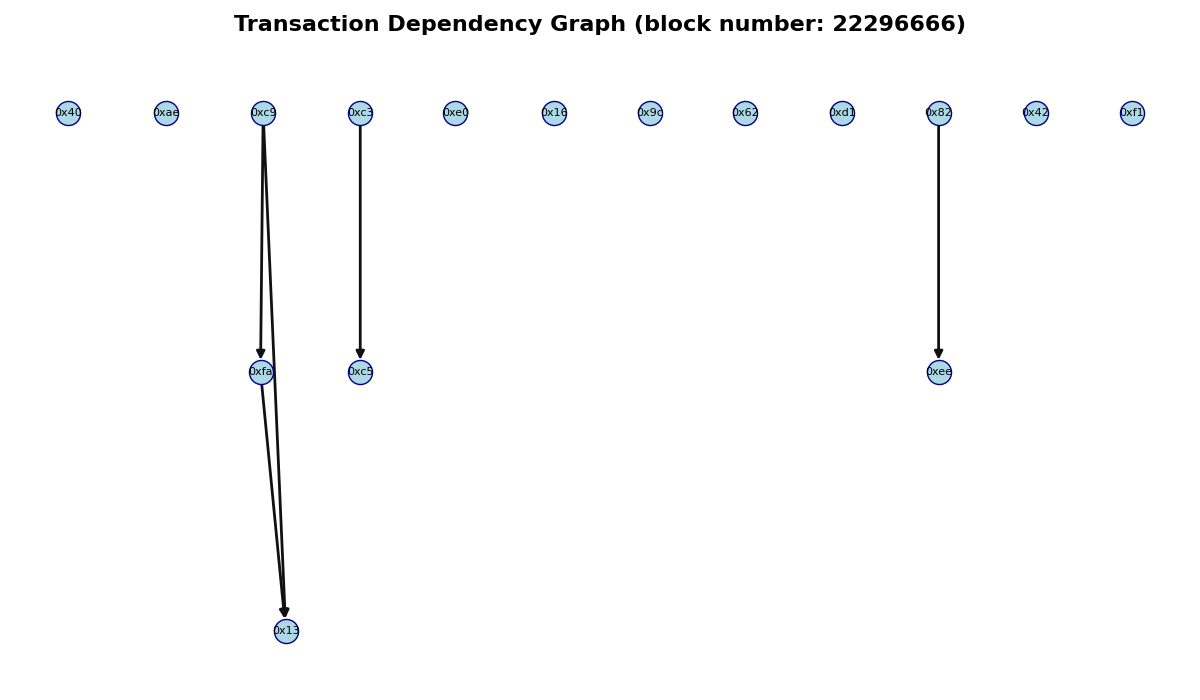 Transaction Dependency Graph (block number: 22296666)
0x40 0xae 0xc9 0xc3 0xe0 0x16 0x9c 0x62 0xd1 0x82 0x42 0xf1
0xfa 0xc5 0xee
0x13